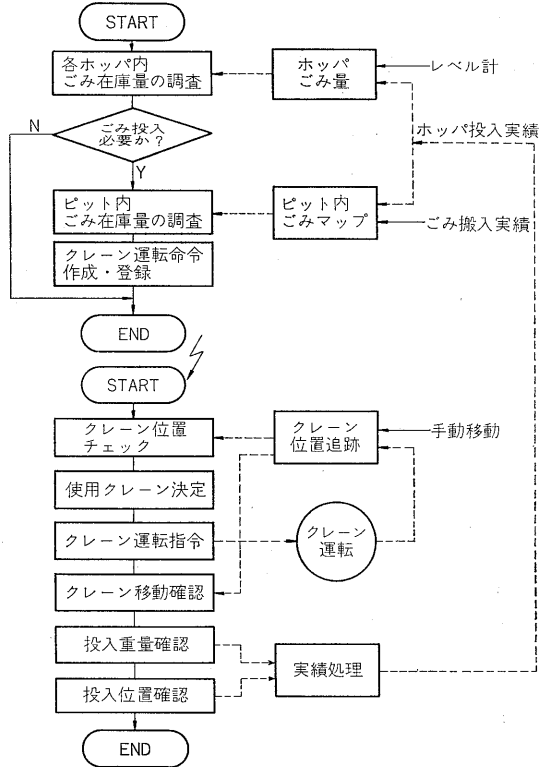 START
各ホッパ内
ごみ在庫量の調査
ホッパ
ごみ量
レベル計
N
ごみ投入
必要か?
ホッパ投入実績
Y
ピット内
ごみ在庫量の調査
ピット内
ごみマップ
ごみ搬入実績
クレーン運転命令
作成・登録
END
START
クレーン位置
チェック
クレーン
位置追跡
手動移動
使用クレーン決定
クレーン運転指令
クレーン
運転
クレーン移動確認
投入重量確認
実績処理
投入位置確認
END